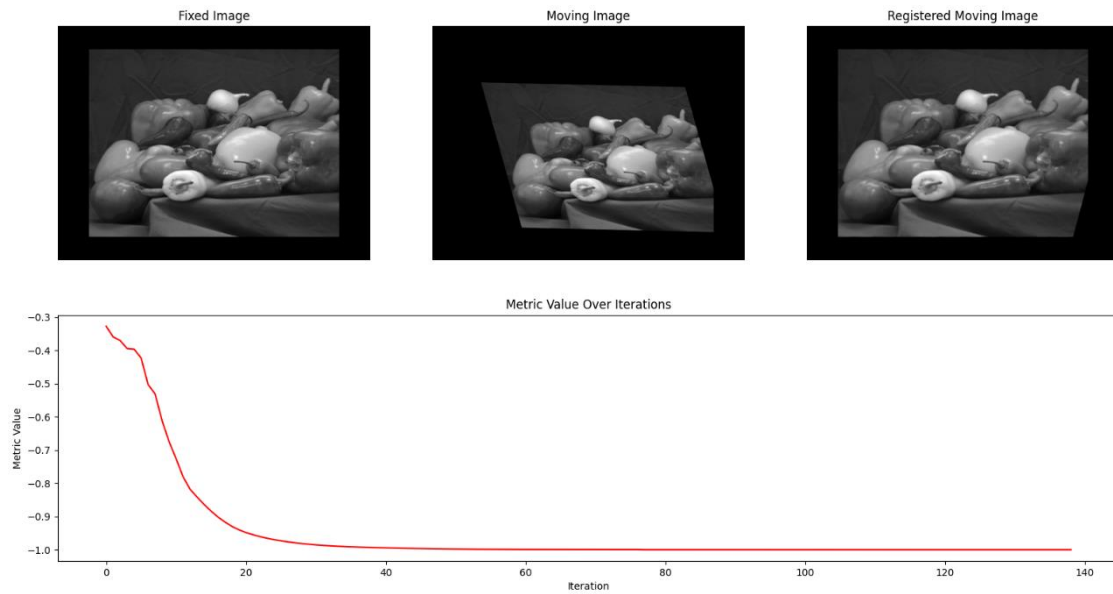 Fixed Image
Moving Image
Registered Moving Image
Metric Value Over Iterations
−0.3
−0.4
−0.5
−0.6
−0.7
−0.8
−0.9
−1.0
Metric Value
0 20 40 60 80 100 120 140
Iteration